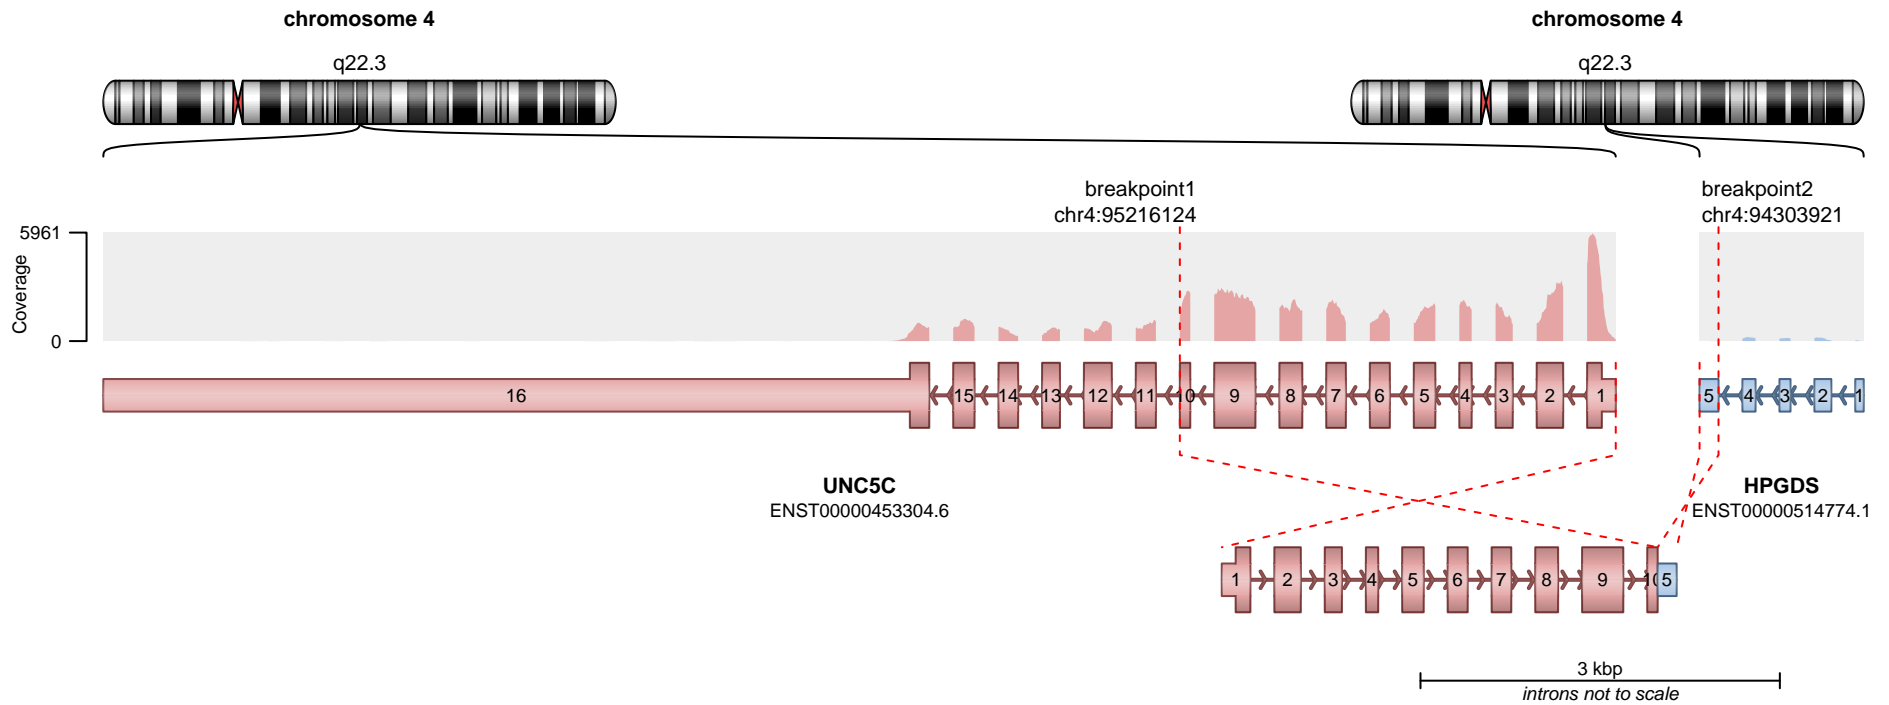 chromosome 4
chromosome 4
q22.3
q22.3
breakpoint1
chr4:95216124
breakpoint2
chr4:94303921
5961
Coverage
0
16 15 14 13 12 11 10 9 8 7 6 5 4 3 2 1
5 4 3 2 1
UNC5C
ENST00000453304.6
HPGDS
ENST00000514774.1
1 2 3 4 5 6 7 8 9 10 5
3 kbp
introns not to scale